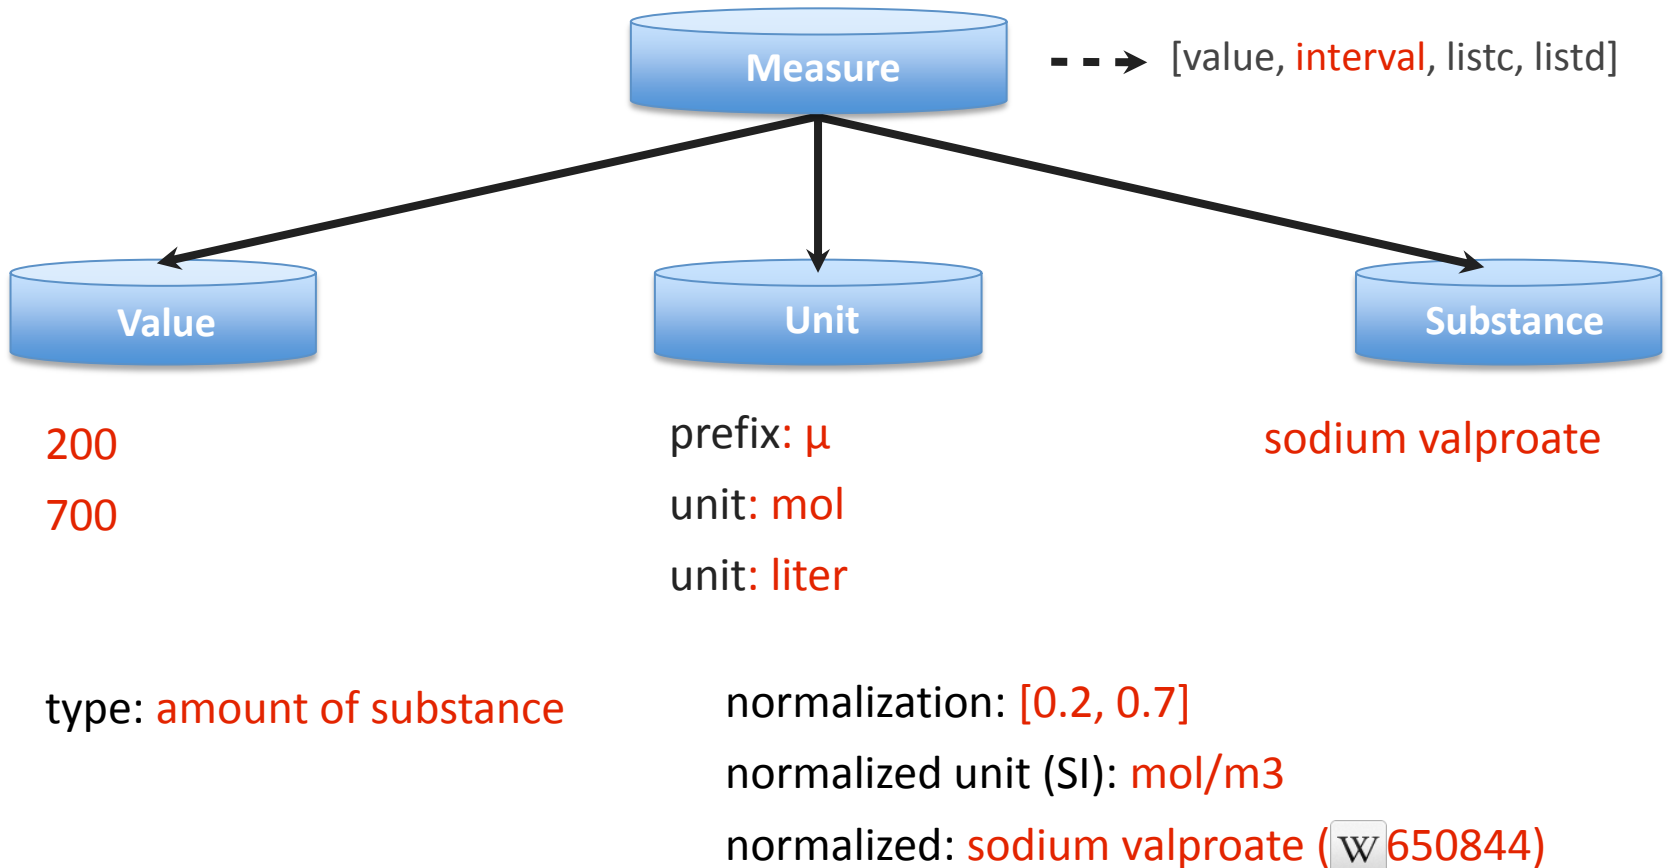 Measure
[value, interval, listc, listd]
Value
Unit
Substance
200
700
prefix: µ
unit: mol
unit: liter
sodium valproate
type: amount of substance
normalization: [0.2, 0.7]
normalized unit (SI): mol/m3
normalized: sodium valproate (W650844)